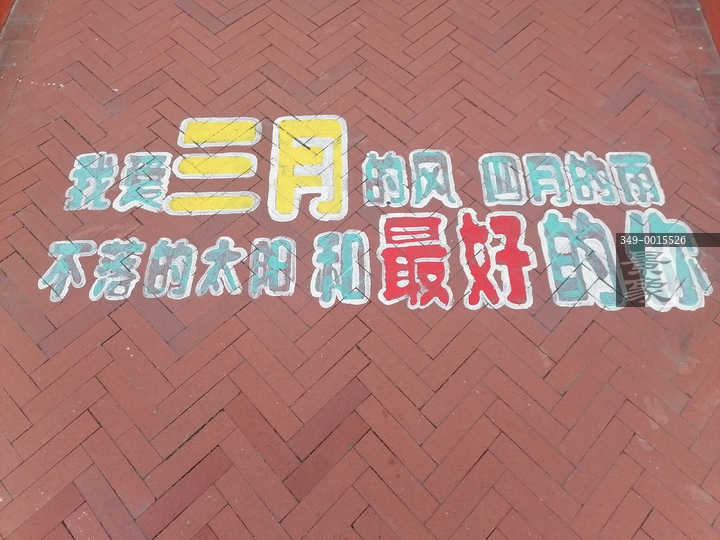 我爱三月的风 四月的雨
不落的太阳和最好的你
349-0015526